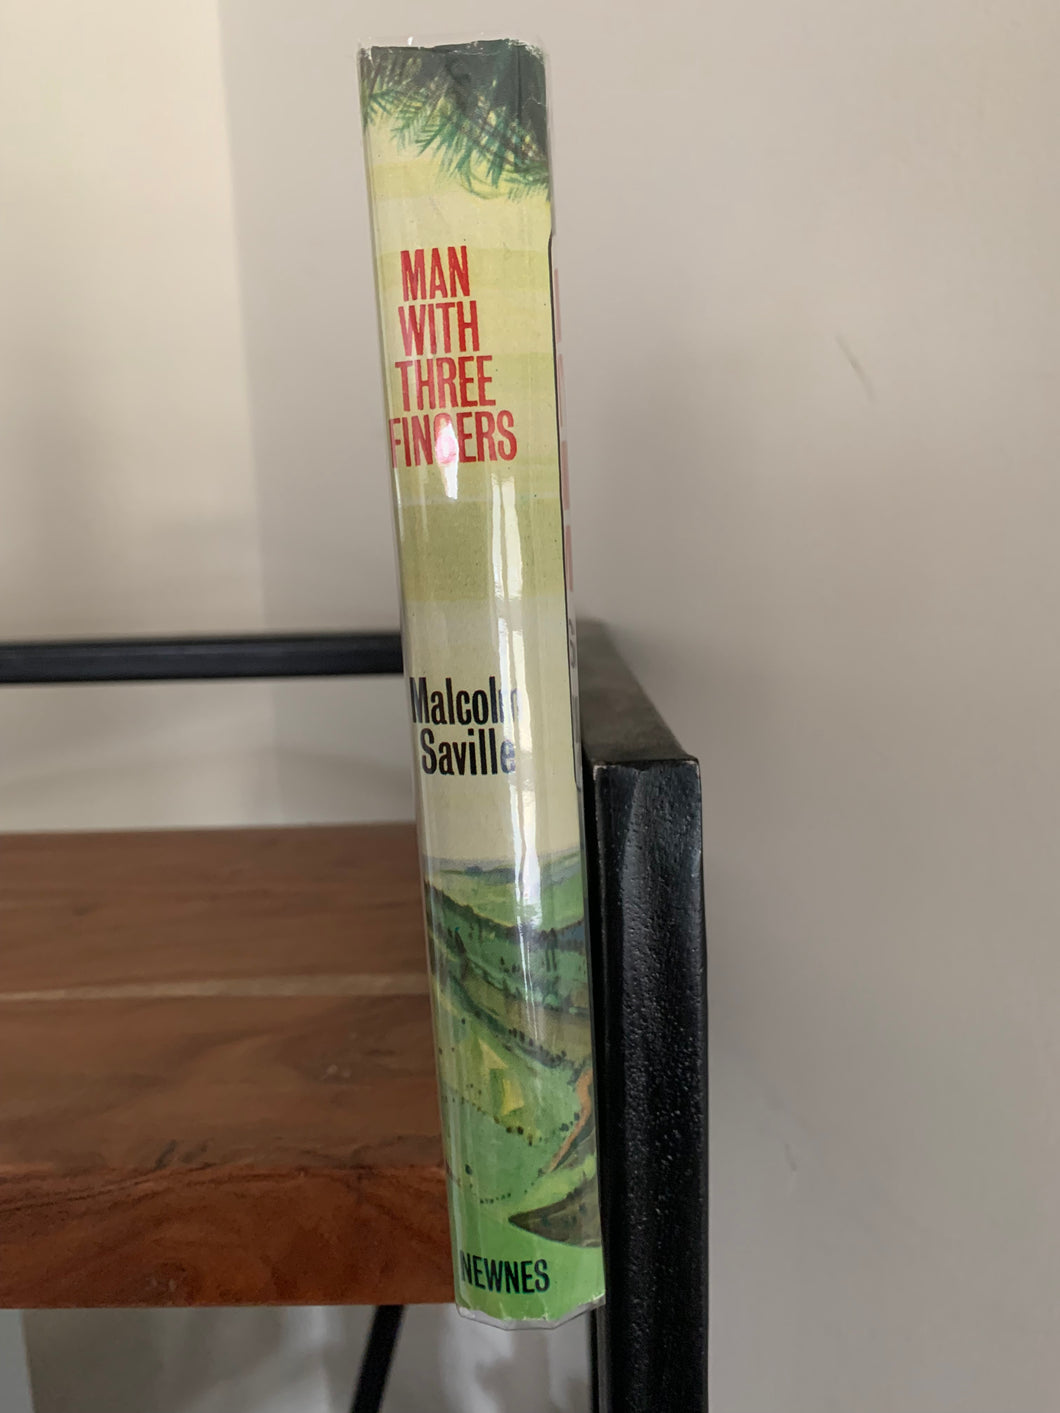 MAN
WITH
THREE
FINGERS
Malcolm
Saville
NEWNES